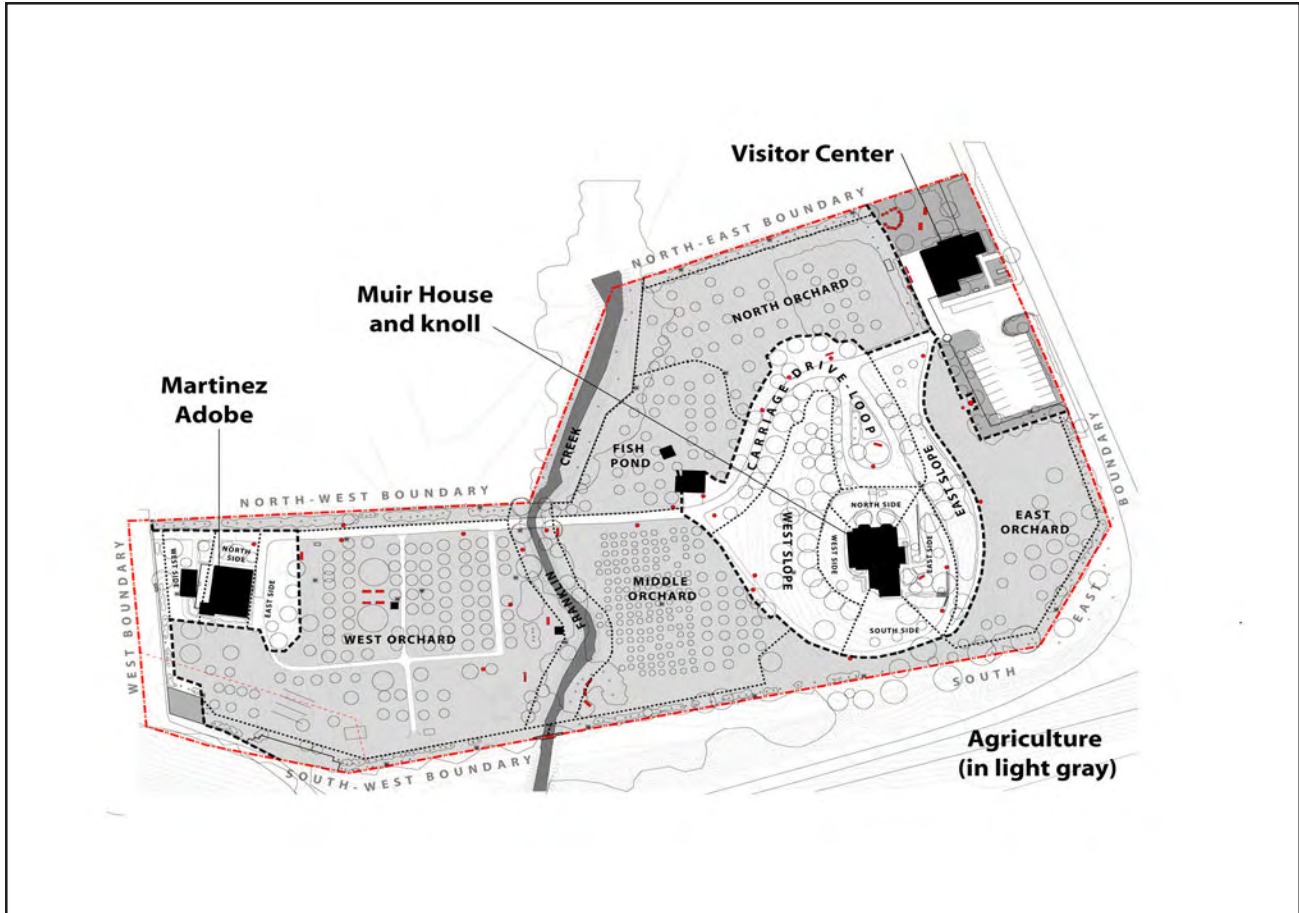 Visitor Center
NORTH-EAST BOUNDARY
Muir House
and knoll
NORTH ORCHARD
Martinez
Adobe
CARRIAGE DRIVE LOOP
CREEK
FISH
POND
NORTH-WEST BOUNDARY
EAST SLOPE
BOUNDARY
NORTH SIDE
EAST
ORCHARD
WEST SLOPE
WEST SIDE
EAST SIDE
WEST SIDE
NORTH
SIDE
EAST SIDE
MIDDLE
ORCHARD
FRANKLIN
WEST BOUNDARY
WEST ORCHARD
SOUTH SIDE
EAST
SOUTH
SOUTH-WEST BOUNDARY
Agriculture
(in light gray)